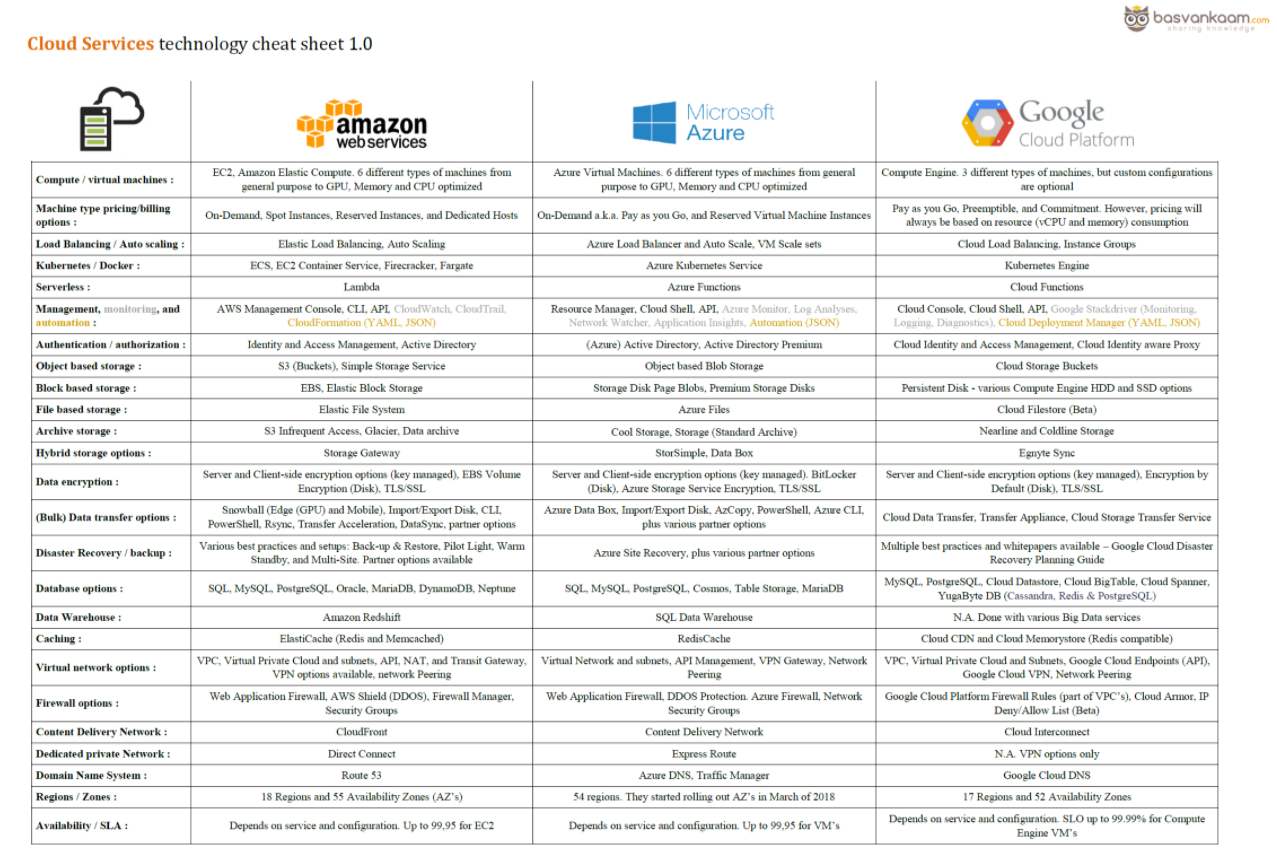 basvankaam.com
sharing knowledge
Cloud Services technology cheat sheet 1.0
amazon
webservices
Microsoft
Azure
Google
Cloud Platform
Compute / virtual machines :
EC2, Amazon Elastic Compute. 6 different types of machines from
general purpose to GPU, Memory and CPU optimized
Azure Virtual Machines. 6 different types of machines from general
purpose to GPU, Memory and CPU optimized
Compute Engine. 3 different types of machines, but custom configurations
are optional
Machine type pricing/billing
options :
On-Demand, Spot Instances, Reserved Instances, and Dedicated Hosts
On-Demand a.k.a. Pay as you Go, and Reserved Virtual Machine Instances
Pay as you Go, Preemptible, and Commitment. However, pricing will
always be based on resource (vCPU and memory) consumption
Load Balancing / Auto scaling :
Elastic Load Balancing, Auto Scaling
Azure Load Balancer and Auto Scale, VM Scale sets
Cloud Load Balancing, Instance Groups
Kubernetes / Docker :
ECS, EC2 Container Service, Firecracker, Fargate
Azure Kubernetes Service
Kubernetes Engine
Serverless :
Lambda
Azure Functions
Cloud Functions
Management, monitoring, and
automation :
AWS Management Console, CLI, API, CloudWatch, CloudTrail,
CloudFormation (YAML, JSON)
Resource Manager, Cloud Shell, API, Azure Monitor, Log Analyses,
Network Watcher, Application Insights, Automation (JSON)
Cloud Console, Cloud Shell, API, Google Stackdriver (Monitoring,
Logging, Diagnostics), Cloud Deployment Manager (YAML, JSON)
Authentication / authorization :
Identity and Access Management, Active Directory
(Azure) Active Directory, Active Directory Premium
Cloud Identity and Access Management, Cloud Identity aware Proxy
Object based storage :
S3 (Buckets), Simple Storage Service
Object based Blob Storage
Cloud Storage Buckets
Block based storage :
EBS, Elastic Block Storage
Storage Disk Page Blobs, Premium Storage Disks
Persistent Disk - various Compute Engine HDD and SSD options
File based storage :
Elastic File System
Azure Files
Cloud Filestore (Beta)
Archive storage :
S3 Infrequent Access, Glacier, Data archive
Cool Storage, Storage (Standard Archive)
Nearline and Coldline Storage
Hybrid storage options :
Storage Gateway
StorSimple, Data Box
Egnyte Sync
Data encryption :
Server and Client-side encryption options (key managed), EBS Volume
Encryption (Disk), TLS/SSL
Server and Client-side encryption options (key managed). BitLocker
(Disk), Azure Storage Service Encryption, TLS/SSL
Server and Client-side encryption options (key managed), Encryption by
Default (Disk), TLS/SSL
(Bulk) Data transfer options :
Snowball (Edge (GPU) and Mobile), Import/Export Disk, CLI,
PowerShell, Rsync, Transfer Acceleration, DataSync, partner options
Azure Data Box, Import/Export Disk, AzCopy, PowerShell, Azure CLI,
plus various partner options
Cloud Data Transfer, Transfer Appliance, Cloud Storage Transfer Service
Disaster Recovery / backup :
Various best practices and setups: Back-up & Restore, Pilot Light, Warm
Standby, and Multi-Site. Partner options available
Azure Site Recovery, plus various partner options
Multiple best practices and whitepapers available – Google Cloud Disaster
Recovery Planning Guide
Database options :
SQL, MySQL, PostgreSQL, Oracle, MariaDB, DynamoDB, Neptune
SQL, MySQL, PostgreSQL, Cosmos, Table Storage, MariaDB
MySQL, PostgreSQL, Cloud Datastore, Cloud BigTable, Cloud Spanner,
YugaByte DB (Cassandra, Redis & PostgreSQL)
Data Warehouse :
Amazon Redshift
SQL Data Warehouse
N.A. Done with various Big Data services
Caching :
ElastiCache (Redis and Memcached)
RedisCache
Cloud CDN and Cloud Memorystore (Redis compatible)
Virtual network options :
VPC, Virtual Private Cloud and subnets, API, NAT, and Transit Gateway,
VPN options available, network Peering
Virtual Network and subnets, API Management, VPN Gateway, Network
Peering
VPC, Virtual Private Cloud and Subnets, Google Cloud Endpoints (API),
Google Cloud VPN, Network Peering
Firewall options :
Web Application Firewall, AWS Shield (DDOS), Firewall Manager,
Security Groups
Web Application Firewall, DDOS Protection. Azure Firewall, Network
Security Groups
Google Cloud Platform Firewall Rules (part of VPC's), Cloud Armor, IP
Deny/Allow List (Beta)
Content Delivery Network :
CloudFront
Content Delivery Network
Cloud Interconnect
Dedicated private Network :
Direct Connect
Express Route
N.A. VPN options only
Domain Name System :
Route 53
Azure DNS, Traffic Manager
Google Cloud DNS
Regions / Zones :
18 Regions and 55 Availability Zones (AZ's)
54 regions. They started rolling out AZ's in March of 2018
17 Regions and 52 Availability Zones
Availability / SLA :
Depends on service and configuration. Up to 99,95 for EC2
Depends on service and configuration. Up to 99,95 for VM's
Depends on service and configuration. SLO up to 99.99% for Compute
Engine VM's